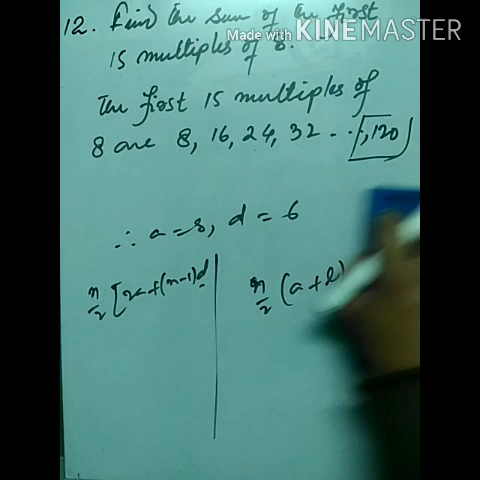 12. Find the sum of the first
Made with KINEMASTER
15 multiples of 8.
The first 15 multiples of
8 are 8, 16, 24, 32 - - , 120
∴ a = 8, d = 6
n/2 [2a+(n-1)d
n/2 (a+l)